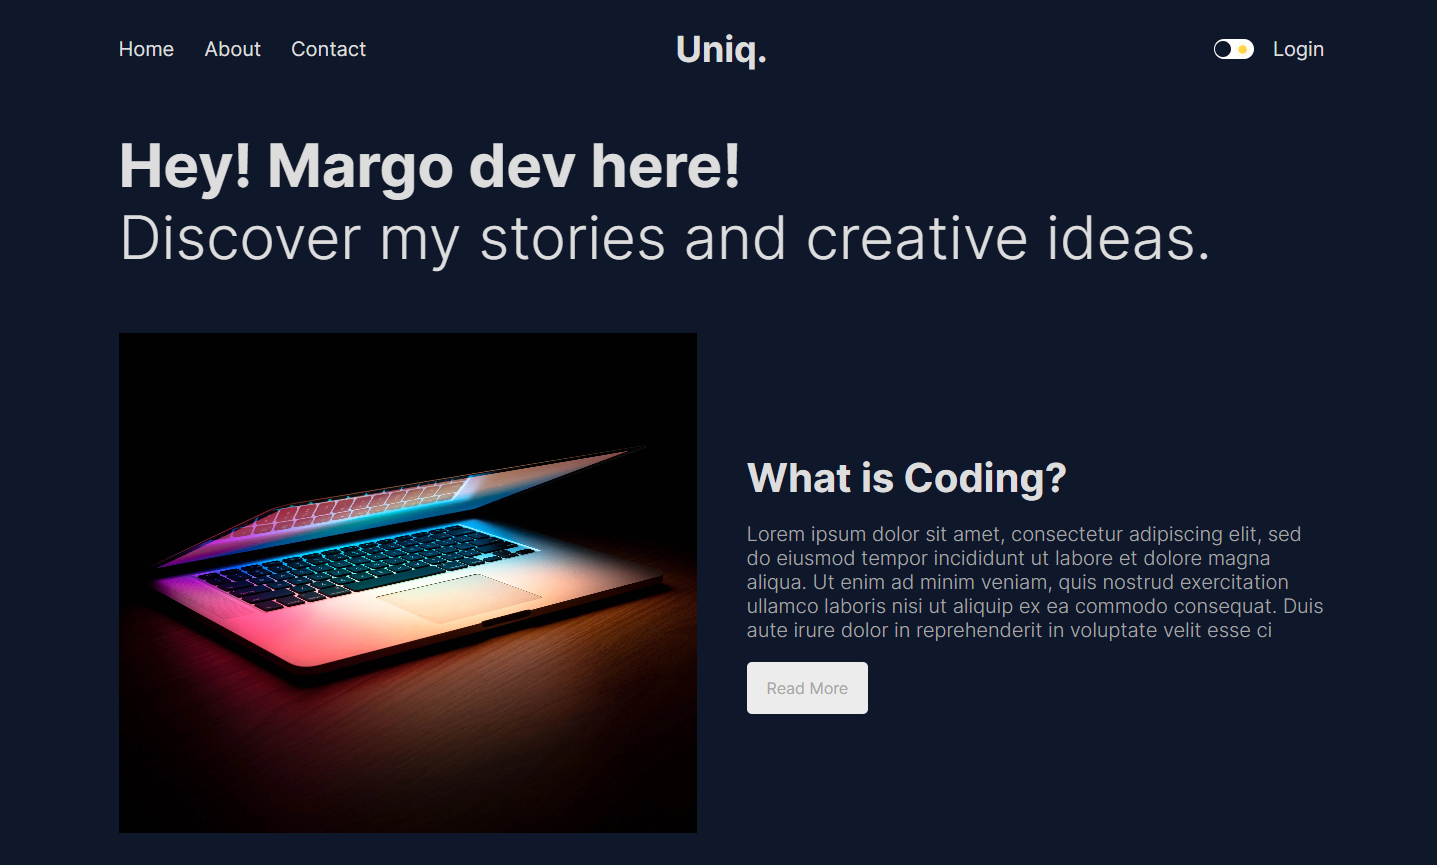 Home About Contact Uniq. Login
Hey! Margo dev here!
Discover my stories and creative ideas.
What is Coding?
Lorem ipsum dolor sit amet, consectetur adipiscing elit, sed
do eiusmod tempor incididunt ut labore et dolore magna
aliqua. Ut enim ad minim veniam, quis nostrud exercitation
ullamco laboris nisi ut aliquip ex ea commodo consequat. Duis
aute irure dolor in reprehenderit in voluptate velit esse ci
Read More